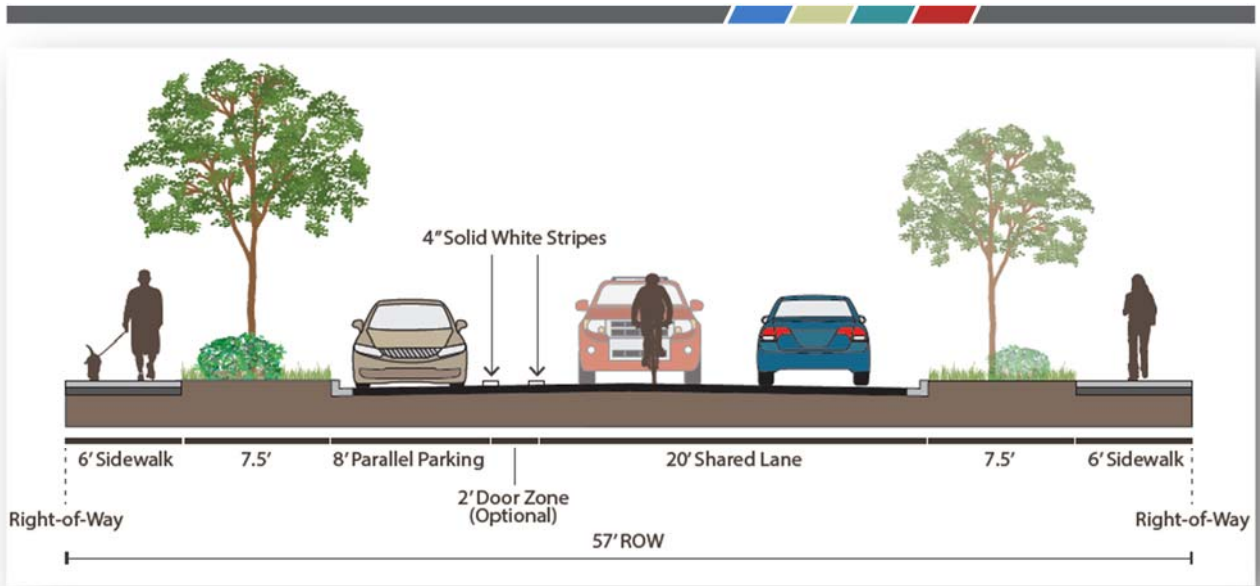 4” Solid White Stripes
6’ Sidewalk
7.5’
8’ Parallel Parking
2’ Door Zone
(Optional)
20’ Shared Lane
7.5’
6’ Sidewalk
Right-of-Way
Right-of-Way
57’ ROW